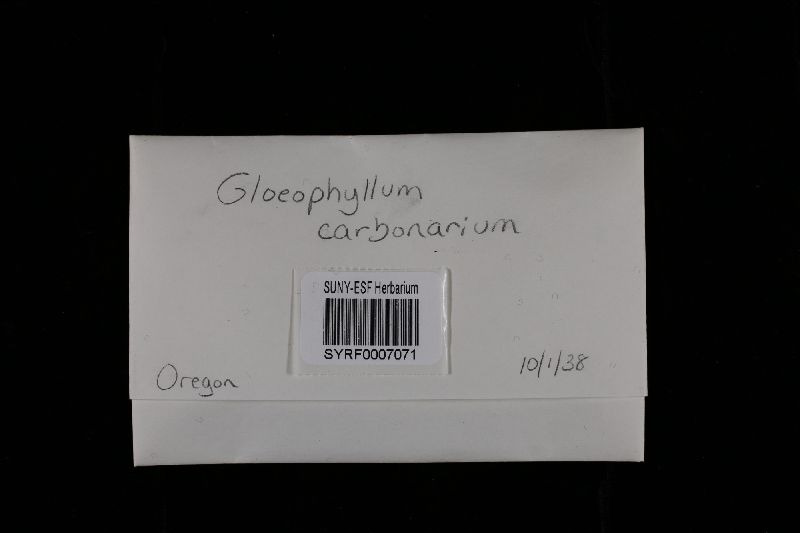 Gloeophyllum
carbonarium
SUNY-ESF Herbarium
SYRF0007071
Oregon
10/1/38